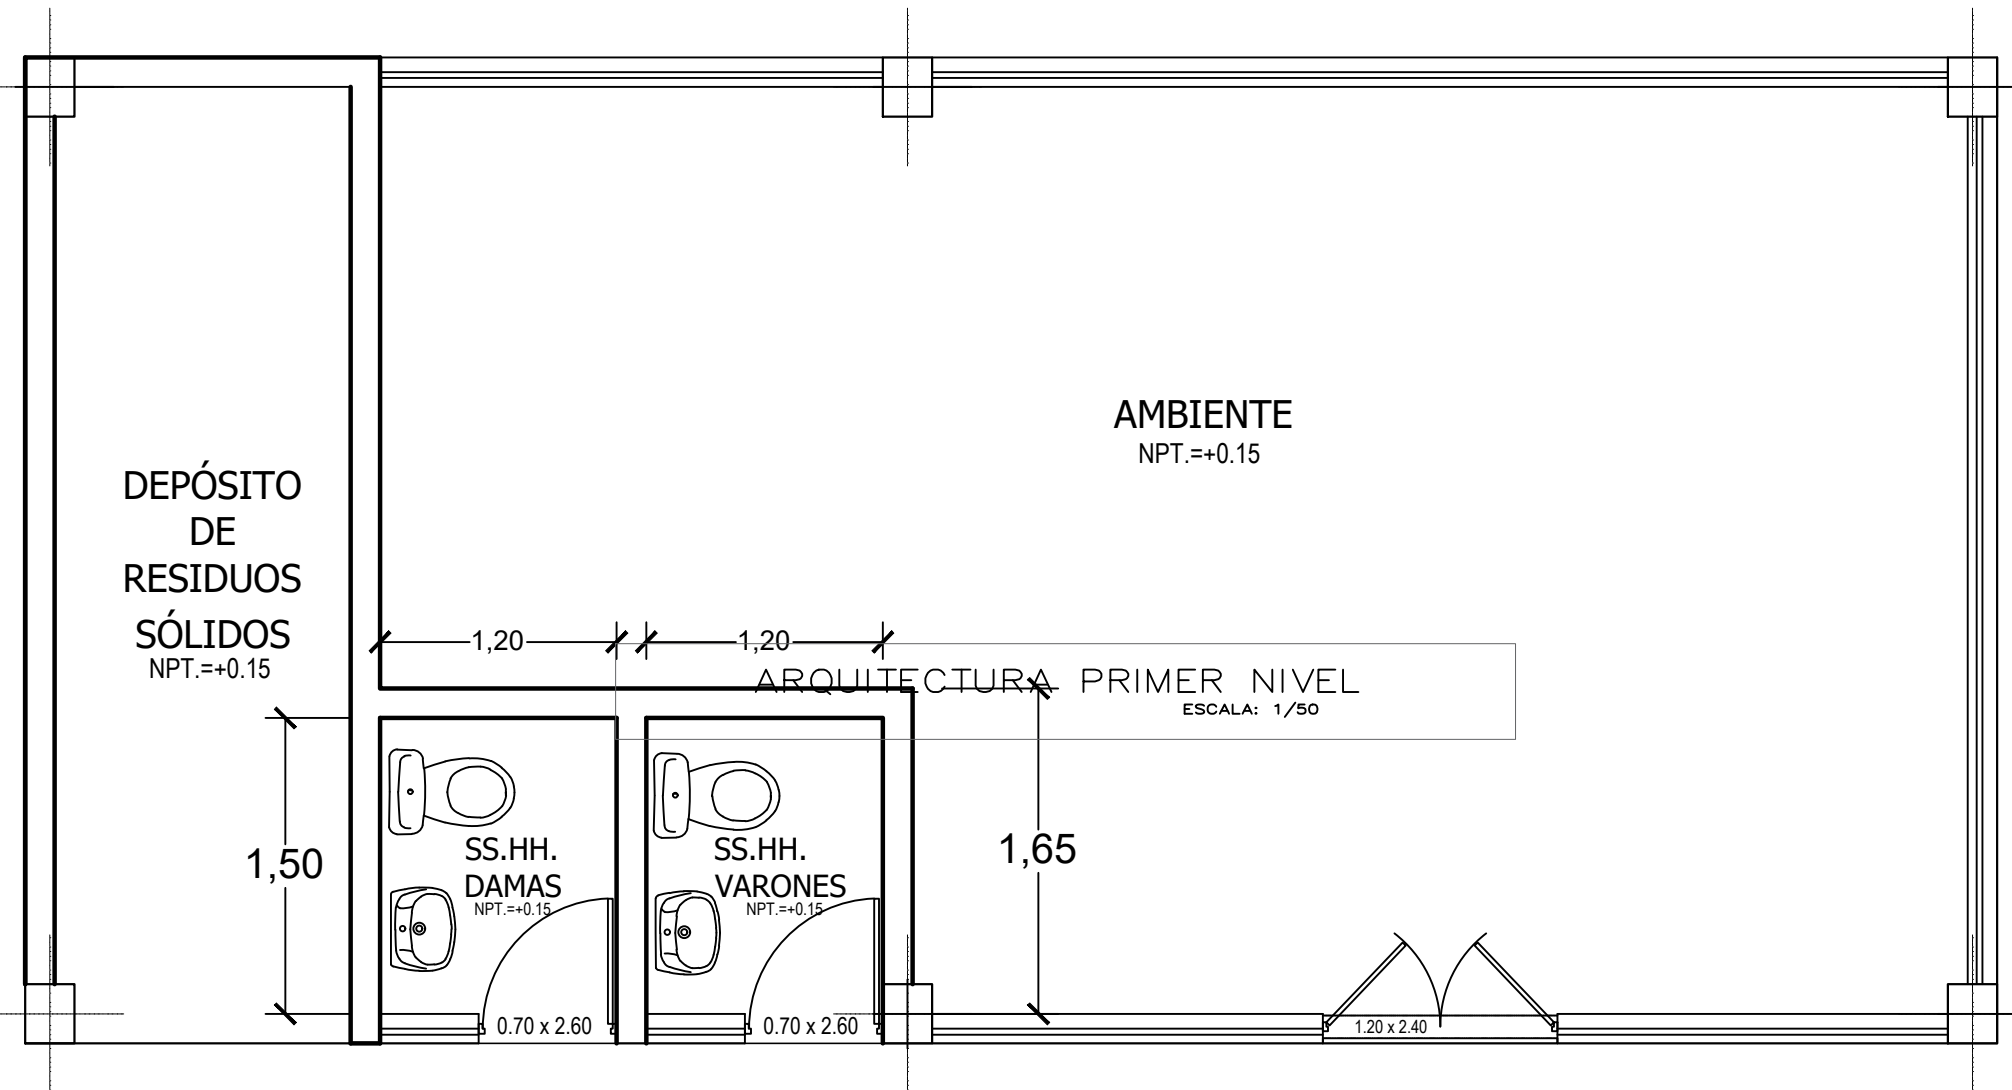 AMBIENTE
NPT.=+0.15
DEPÓSITO
DE
RESIDUOS
SÓLIDOS
NPT.=+0.15
1,20
1,20
ARQUITECTURA PRIMER NIVEL
ESCALA: 1/50
1,50
1,65
SS.HH.
DAMAS
NPT.=+0.15
SS.HH.
VARONES
NPT.=+0.15
0.70 x 2.60
0.70 x 2.60
1.20 x 2.40